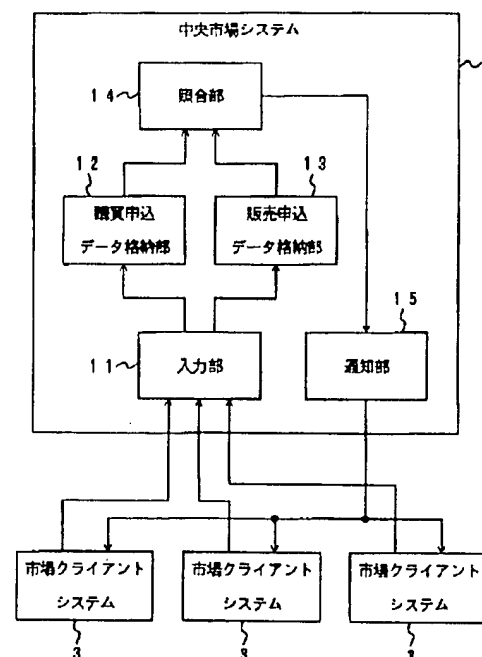 中央市場システム
14
照合部
12
13
購買申込
データ格納部
販売申込
データ格納部
15
11
入力部
通知部
市場クライアント
システム
市場クライアント
システム
市場クライアント
システム
3
3
3